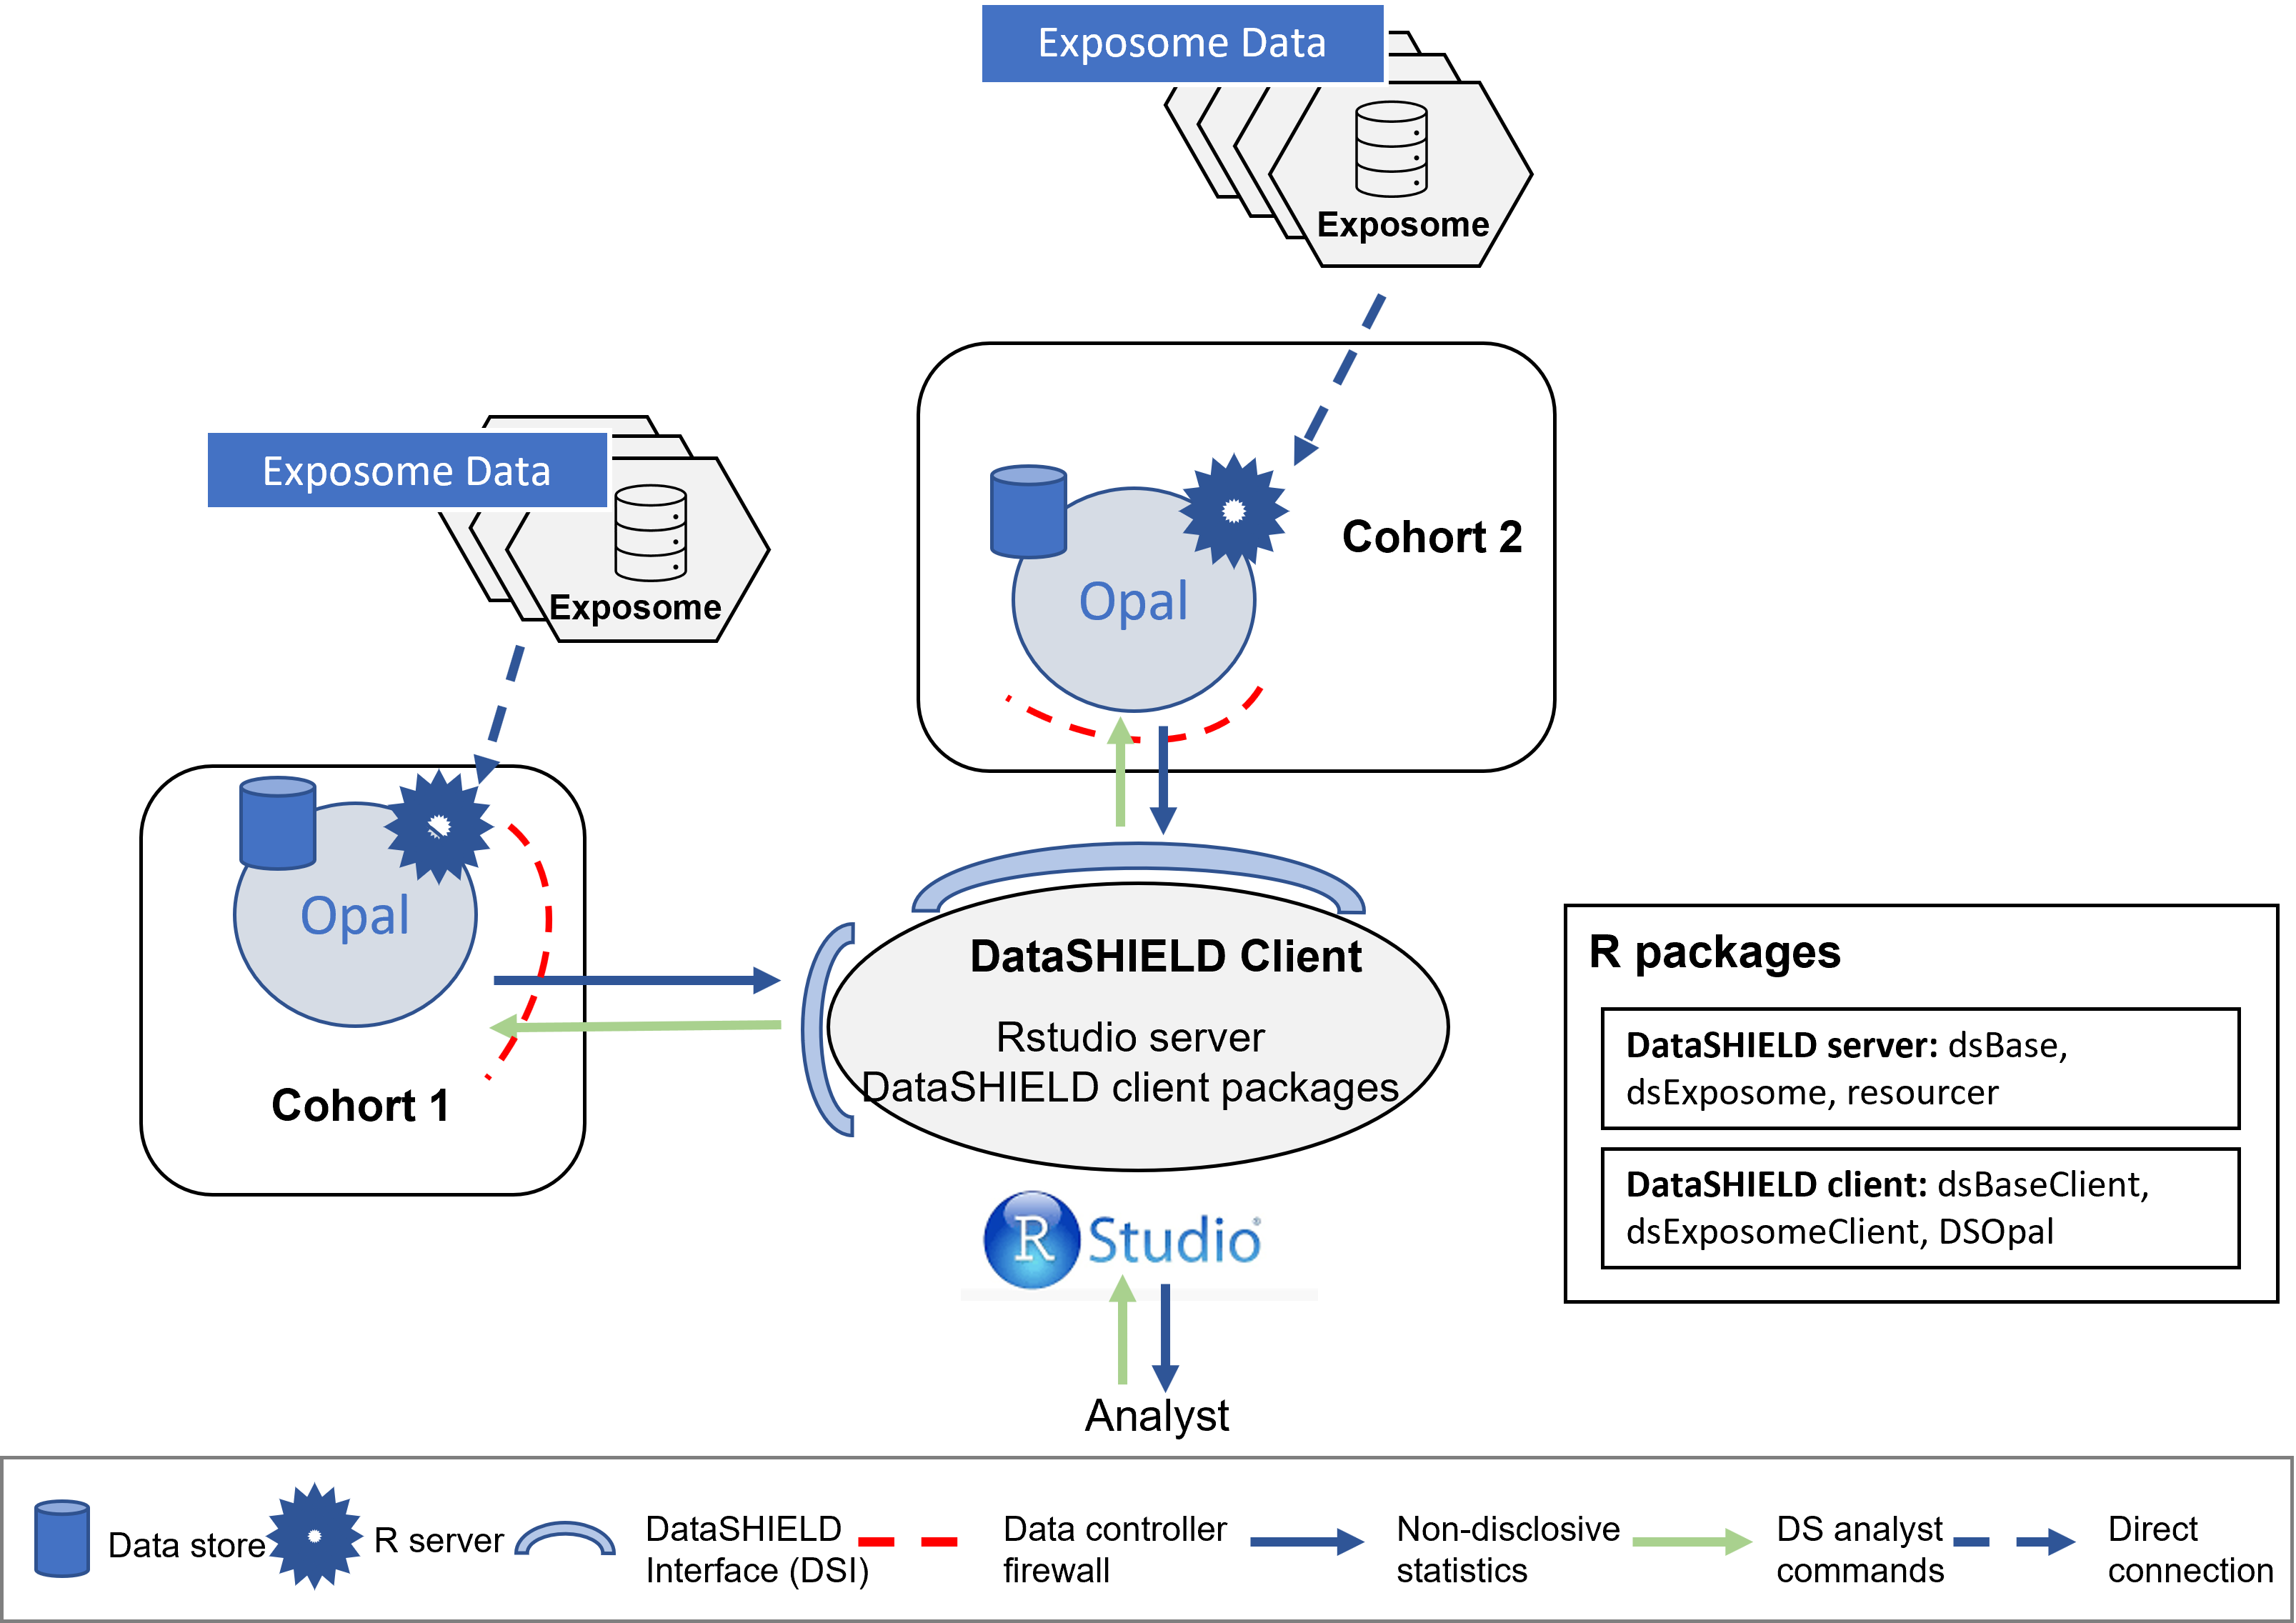 Exposome Data
Exposome
Exposome Data
Exposome
Cohort 2
Opal
Opal
Cohort 1
DataSHIELD Client
Rstudio server
DataSHIELD client packages
R Studio®
Analyst
R packages
DataSHIELD server: dsBase,
dsExposome, resourcer
DataSHIELD client: dsBaseClient,
dsExposomeClient, DSOpal
Data store
R server
DataSHIELD
Interface (DSI)
Data controller
firewall
Non-disclosive
statistics
DS analyst
commands
Direct
connection